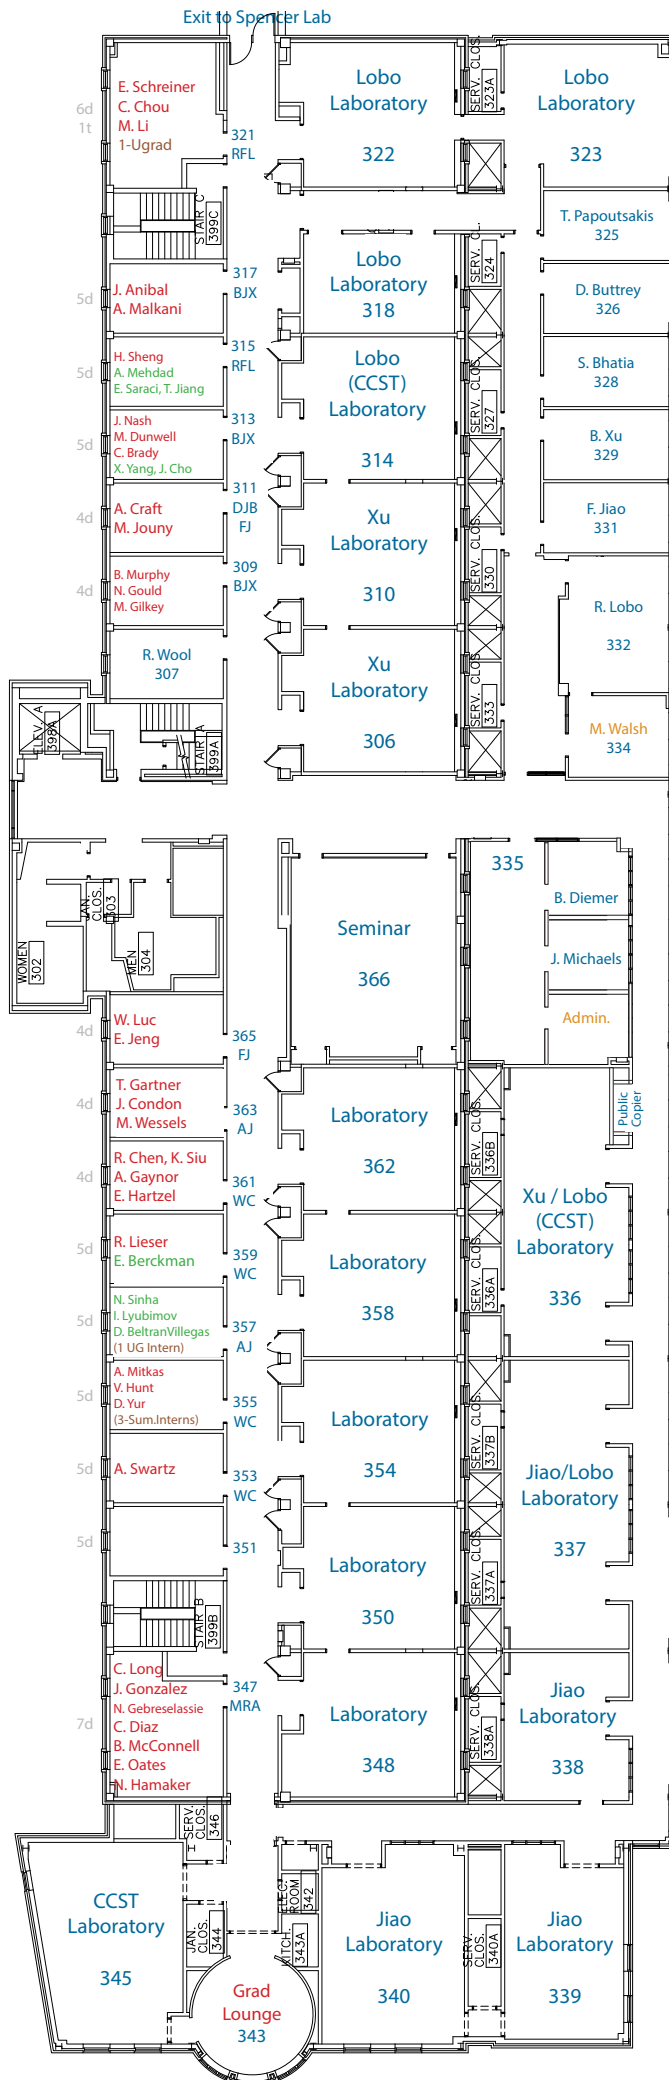 Exit to Spencer Lab
E. Schreiner
C. Chou
M. Li
1-Ugrad
6d
1t
321
RFL
Lobo
Laboratory
322
SERV. CLOS.
323A
Lobo
Laboratory
323
STAIR C
399C
T. Papoutsakis
325
5d
J. Anibal
A. Malkani
317
BJX
Lobo
Laboratory
318
SERV. CL.
324
D. Buttrey
326
5d
H. Sheng
A. Mehdad
E. Saraci, T. Jiang
315
RFL
Lobo
(CCST)
Laboratory
314
SERV. CLOS.
327
S. Bhatia
328
5d
J. Nash
M. Dunwell
C. Brady
X. Yang, J. Cho
313
BJX
B. Xu
329
4d
A. Craft
M. Jouny
311
DJB
FJ
Xu
Laboratory
310
SERV. CLOS.
330
F. Jiao
331
4d
B. Murphy
N. Gould
M. Gilkey
309
BJX
R. Lobo
332
R. Wool
307
Xu
Laboratory
306
SERV. CLOS.
333
ELEV. A
398A
STAIR A
399A
M. Walsh
334
WOMEN
302
JAN.
CLOS.
303
MEN
304
Seminar
366
335
B. Diemer
J. Michaels
Admin.
4d
W. Luc
E. Jeng
365
FJ
4d
T. Gartner
J. Condon
M. Wessels
363
AJ
Laboratory
362
SERV. CLOS.
336B
Public
Copier
4d
R. Chen, K. Siu
A. Gaynor
E. Hartzel
361
WC
Xu / Lobo
(CCST)
Laboratory
336
5d
R. Lieser
E. Berckman
359
WC
Laboratory
358
SERV. CLOS.
336A
5d
N. Sinha
I. Lyubimov
D. BeltranVillegas
(1 UG Intern)
357
AJ
5d
A. Mitkas
V. Hunt
D. Yur
(3-Sum.Interns)
355
WC
Laboratory
354
SERV. CLOS.
337B
5d
A. Swartz
353
WC
Jiao/Lobo
Laboratory
337
5d
351
Laboratory
350
SERV. CLOS.
337A
STAIR B
399B
7d
C. Long
J. Gonzalez
N. Gebreselassie
C. Diaz
B. McConnell
E. Oates
N. Hamaker
347
MRA
Laboratory
348
SERV. CLOS.
338A
Jiao
Laboratory
338
SERV.
CLOS.
346
CCST
Laboratory
345
JAN.
CLOS.
344
ELEC.
ROOM
342
KITCH.
343A
Grad
Lounge
343
Jiao
Laboratory
340
SERV.
CLOS.
340A
Jiao
Laboratory
339